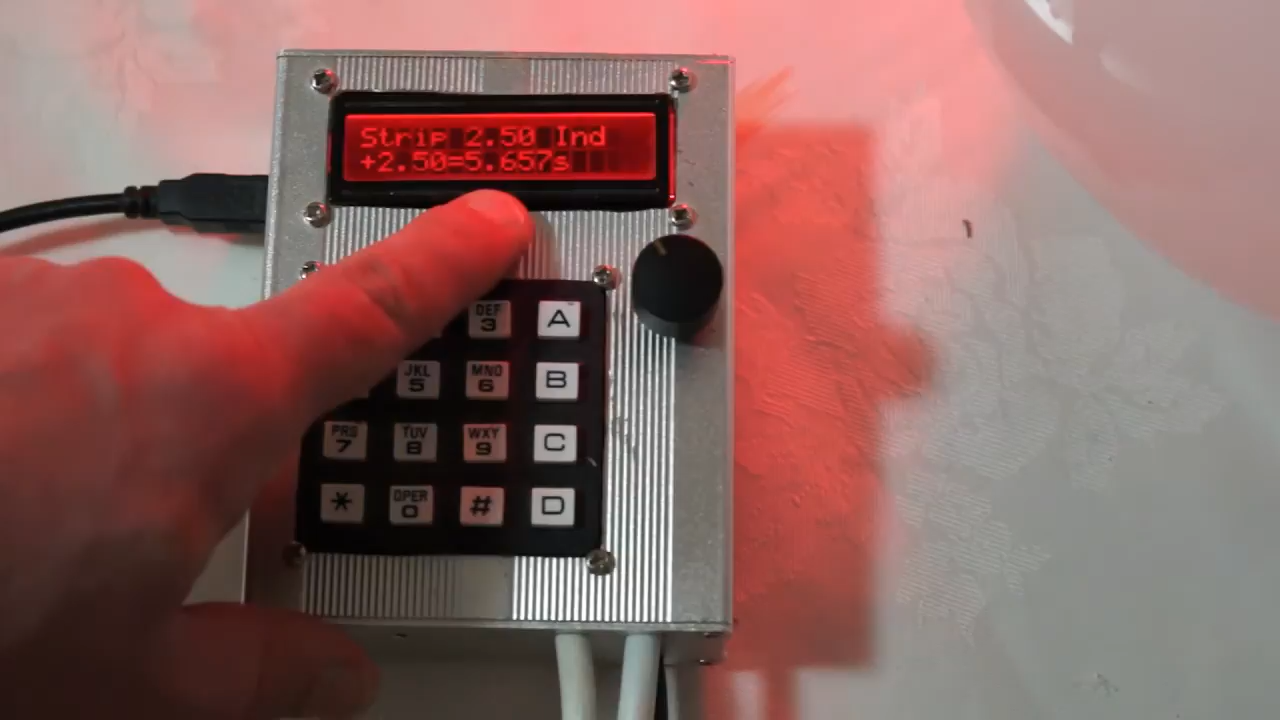 Strip 2.50 Ind
+2.50=5.657s
DEF
3
A
JKL
5
MNO
6
B
PRS
7
TUV
8
WXY
9
C
*
OPER
0
#
D